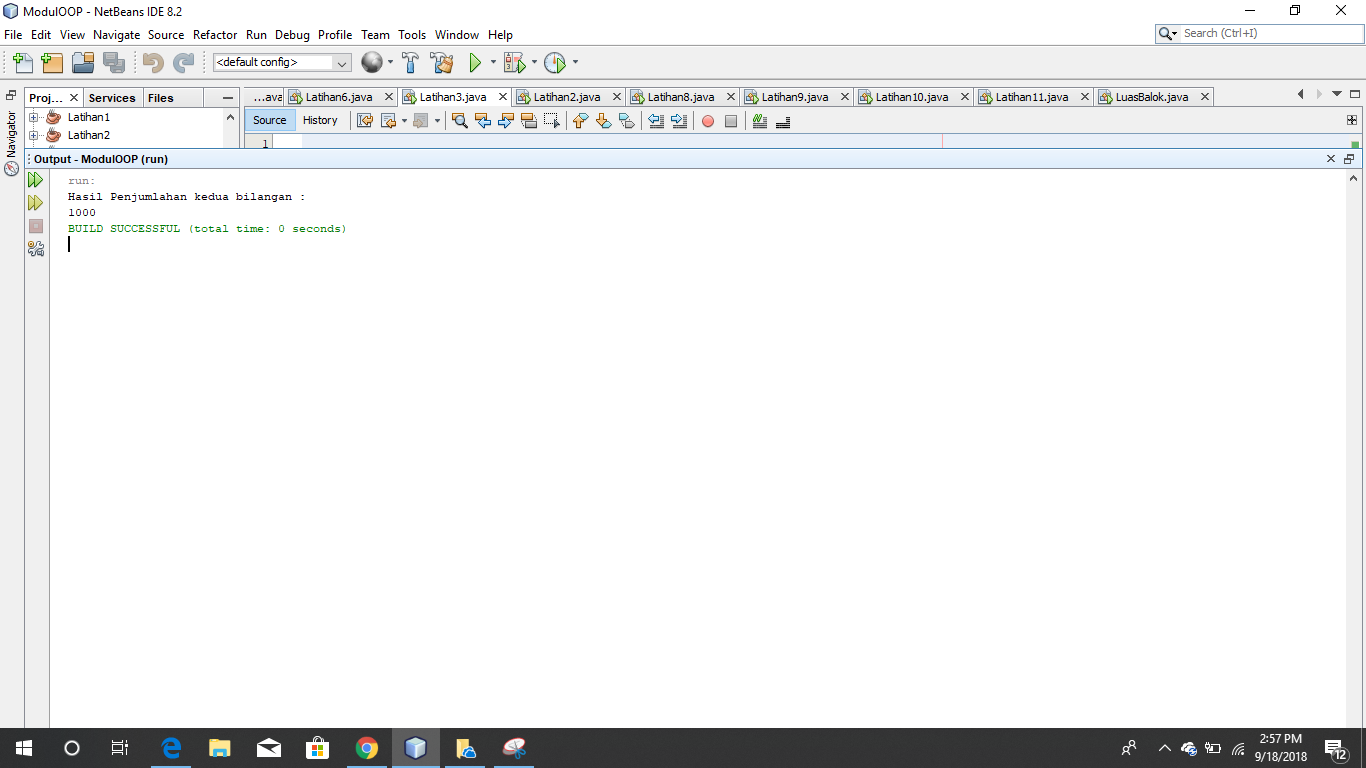 ModulOOP - NetBeans IDE 8.2
File Edit View Navigate Source Refactor Run Debug Profile Team Tools Window Help
Search (Ctrl+I)
<default config>
Proj... Services Files
...ava Latihan6.java Latihan3.java Latihan2.java Latihan8.java Latihan9.java Latihan10.java Latihan11.java LuasBalok.java
Navigator
Latihan1
Latihan2
Source History
1
Output - ModulOOP (run)
run:
Hasil Penjumlahan kedua bilangan :
1000
BUILD SUCCESSFUL (total time: 0 seconds)
2:57 PM
9/18/2018
12